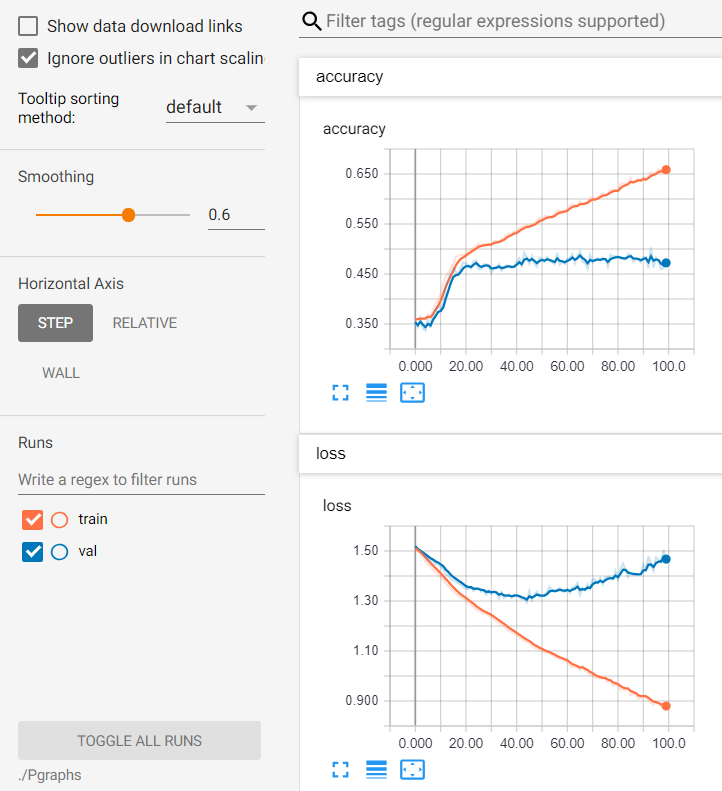 Show data download links
Ignore outliers in chart scalin
Tooltip sorting
method:
default
Smoothing
0.6
Horizontal Axis
STEP
RELATIVE
WALL
Runs
Write a regex to filter runs
train
val
TOGGLE ALL RUNS
./Pgraphs
Filter tags (regular expressions supported)
accuracy
accuracy
0.650
0.550
0.450
0.350
0.000 20.00 40.00 60.00 80.00 100.0
loss
loss
1.50
1.30
1.10
0.900
0.000 20.00 40.00 60.00 80.00 100.0